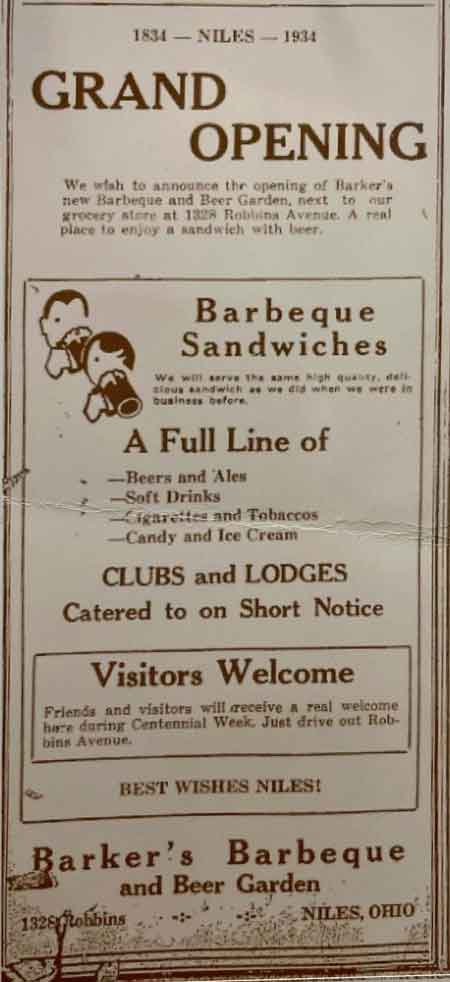 1834 — NILES — 1934
GRAND
OPENING
We wish to announce the opening of Barker's
new Barbeque and Beer Garden, next to our
grocery store at 1328 Robbins Avenue. A real
place to enjoy a sandwich with beer.
Barbeque
Sandwiches
We will serve the same high quality, deli-
cious sandwich as we did when we were in
business before.
A Full Line of
—Beers and Ales
—Soft Drinks
—Cigarettes and Tobaccos
—Candy and Ice Cream
CLUBS and LODGES
Catered to on Short Notice
Visitors Welcome
Friends and visitors will receive a real welcome
here during Centennial Week. Just drive out Rob-
bins Avenue.
BEST WISHES NILES!
Barker's Barbeque
and Beer Garden
1328 Robbins -:- -:- NILES, OHIO